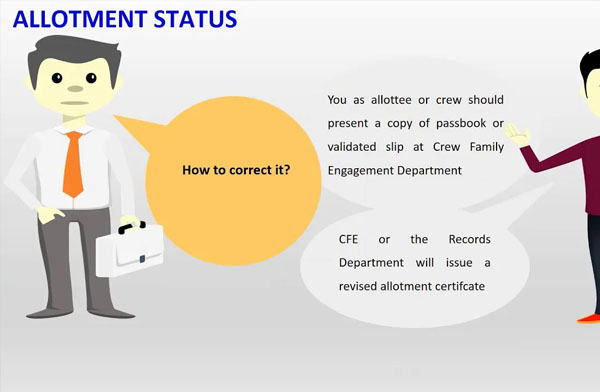 ALLOTMENT STATUS
How to correct it?
You as allottee or crew should
present a copy of passbook or
validated slip at Crew Family
Engagement Department
CFE or the Records
Department will issue a
revised allotment certifcate